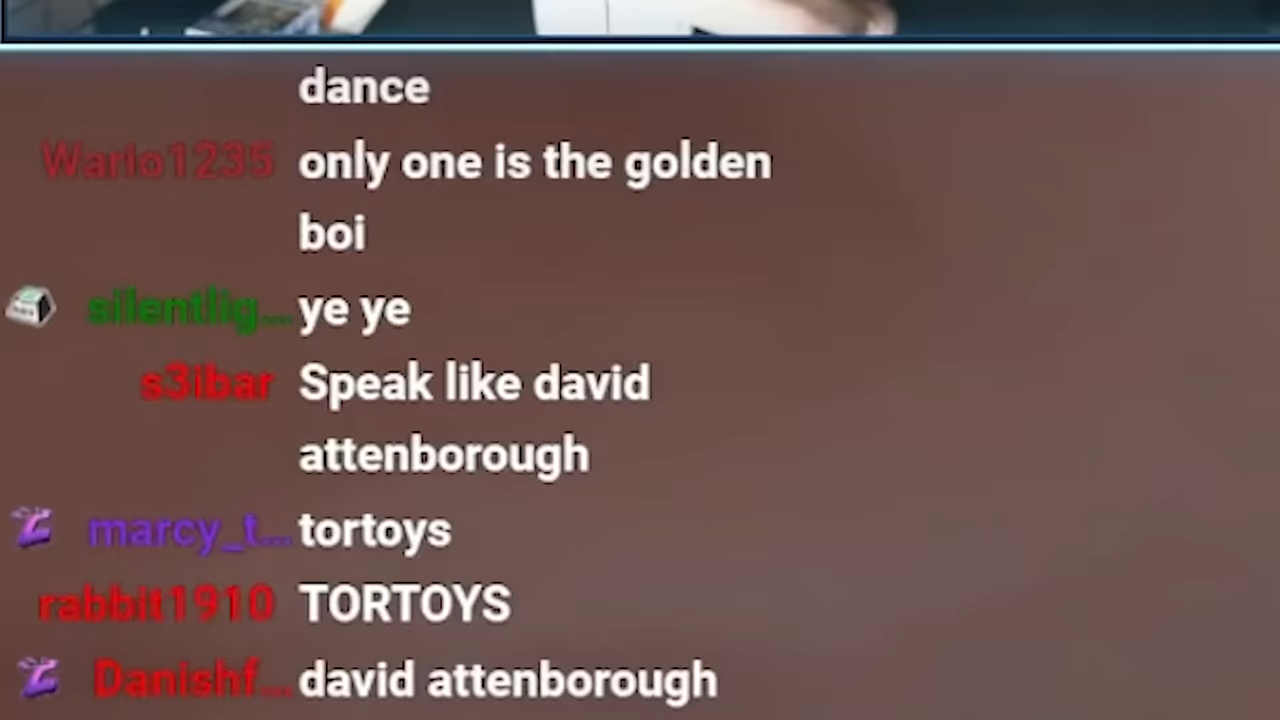 dance
Wario1235 only one is the golden
boi
silentlig... ye ye
s3ibar Speak like david
attenborough
marcy_t... tortoys
rabbit1910 TORTOYS
Danishf... david attenborough